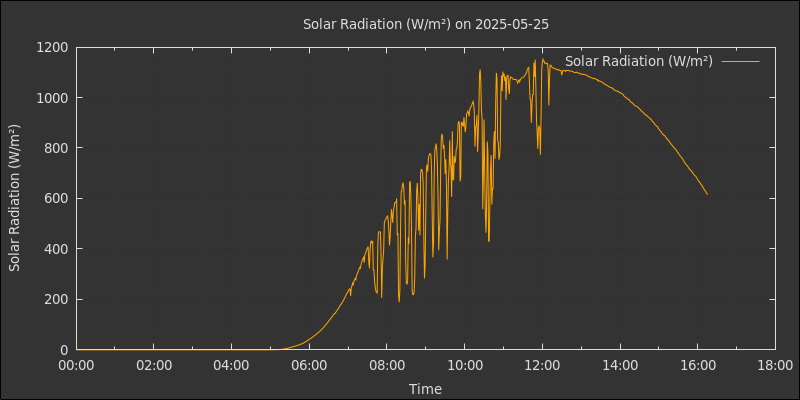 Solar Radiation (W/m²) on 2025-05-25
Solar Radiation (W/m²)
Solar Radiation (W/m²)
1200
1000
800
600
400
200
0
00:00 02:00 04:00 06:00 08:00 10:00 12:00 14:00 16:00 18:00
Time